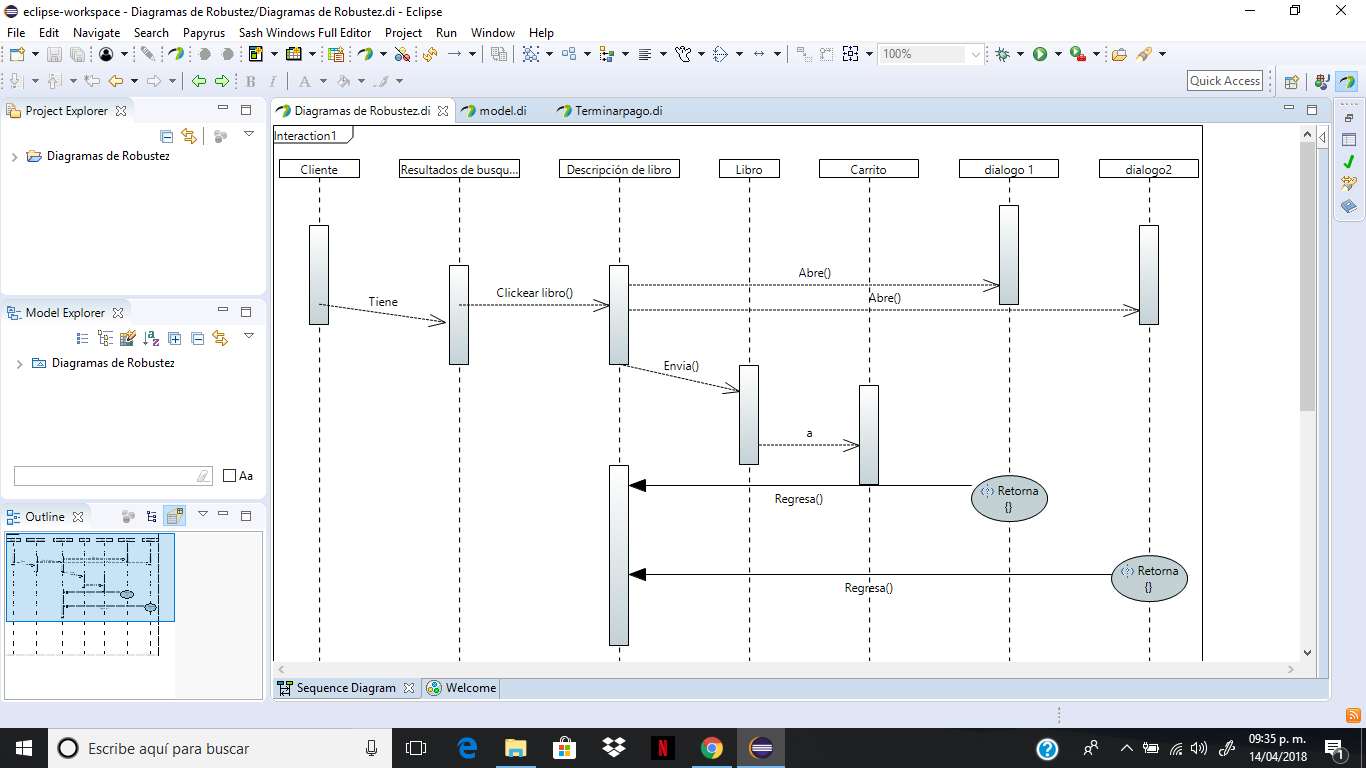 eclipse-workspace - Diagramas de Robustez/Diagramas de Robustez.di - Eclipse
File Edit Navigate Search Papyrus Sash Windows Full Editor Project Run Window Help
100%
B I A
Quick Access
Project Explorer
Diagramas de Robustez
Model Explorer
Diagramas de Robustez
Aa
Outline
Diagramas de Robustez.di model.di Terminarpago.di
Interaction1
Cliente Resultados de busqu... Descripción de libro Libro Carrito dialogo 1 dialogo2
Abre()
Clickear libro()
Tiene
Abre()
Envia()
a
Retorna
Regresa()
{}
Retorna
Regresa()
{}
Sequence Diagram Welcome
Escribe aquí para buscar
09:35 p. m.
14/04/2018
1